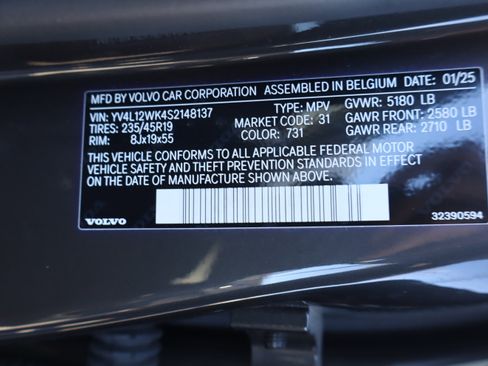 MFD BY VOLVO CAR CORPORATION ASSEMBLED IN BELGIUM DATE: 01/25
VIN: YV4L12WK4S2148137 TYPE: MPV GVWR: 5180 LB
TIRES: 235/45R19 MARKET CODE: 31 GAWR FRONT: 2580 LB
RIM: 8Jx19x55 COLOR: 731 GAWR REAR: 2710 LB
THIS VEHICLE CONFORMS TO ALL APPLICABLE FEDERAL MOTOR
VEHICLE SAFETY AND THEFT PREVENTION STANDARDS IN EFFECT
ON THE DATE OF MANUFACTURE SHOWN ABOVE.
VOLVO 32390594